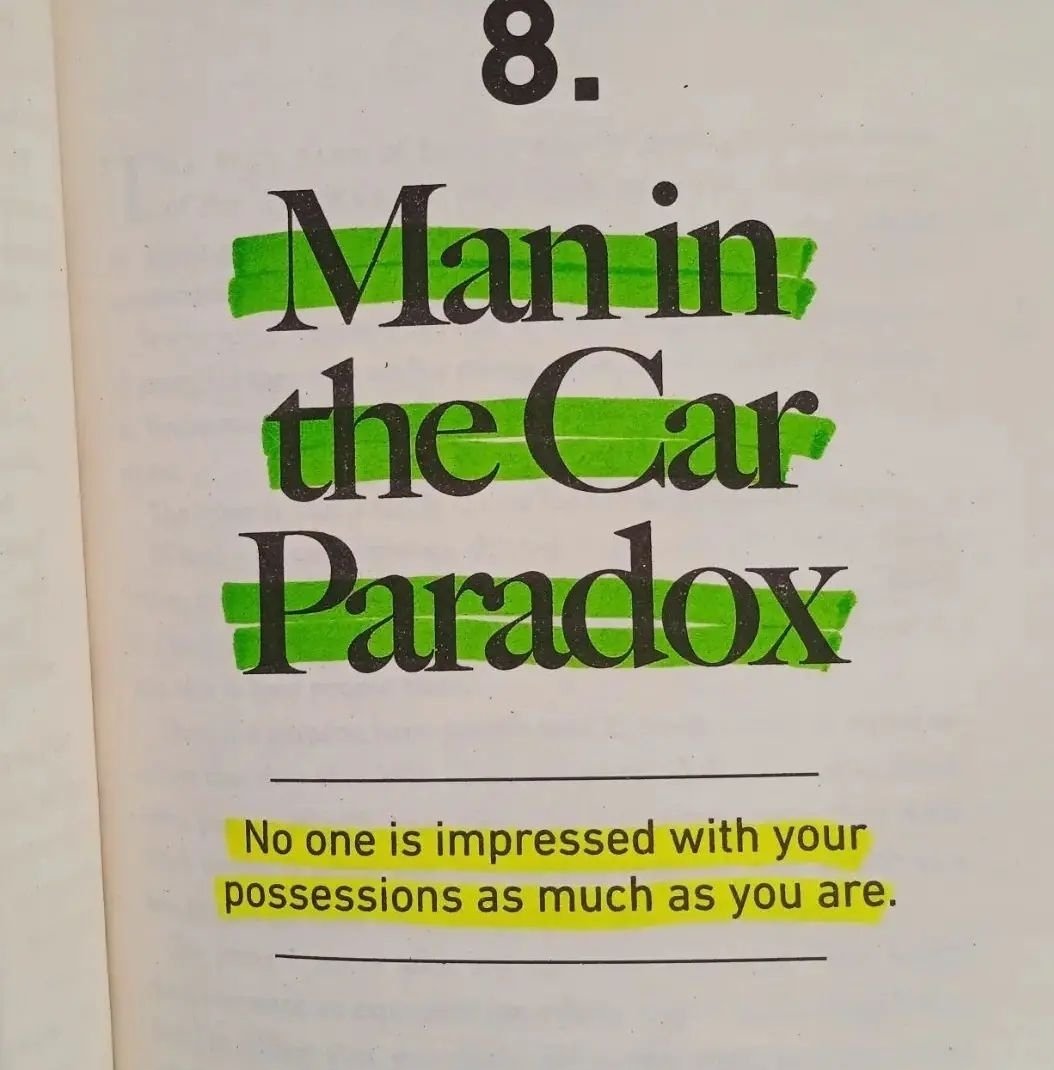 8.
Man in
the Car
Paradox
No one is impressed with your
possessions as much as you are.